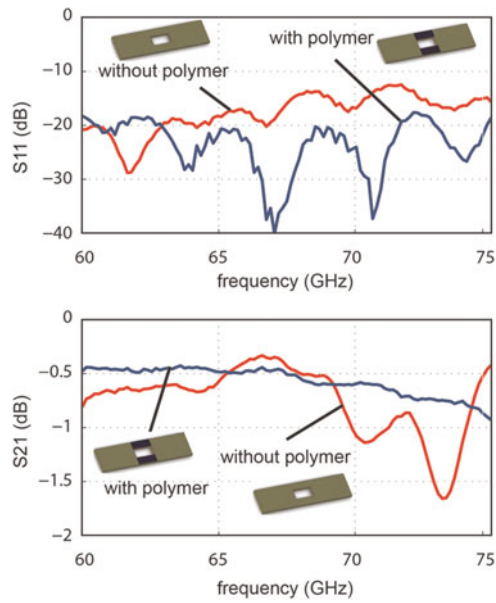 0
with polymer
without polymer
−10
S11 (dB)
−20
−30
−40
60
65
70
75
frequency (GHz)
0
−0.5
S21 (dB)
−1
without polymer
with polymer
−1.5
−2
60
65
70
75
frequency (GHz)